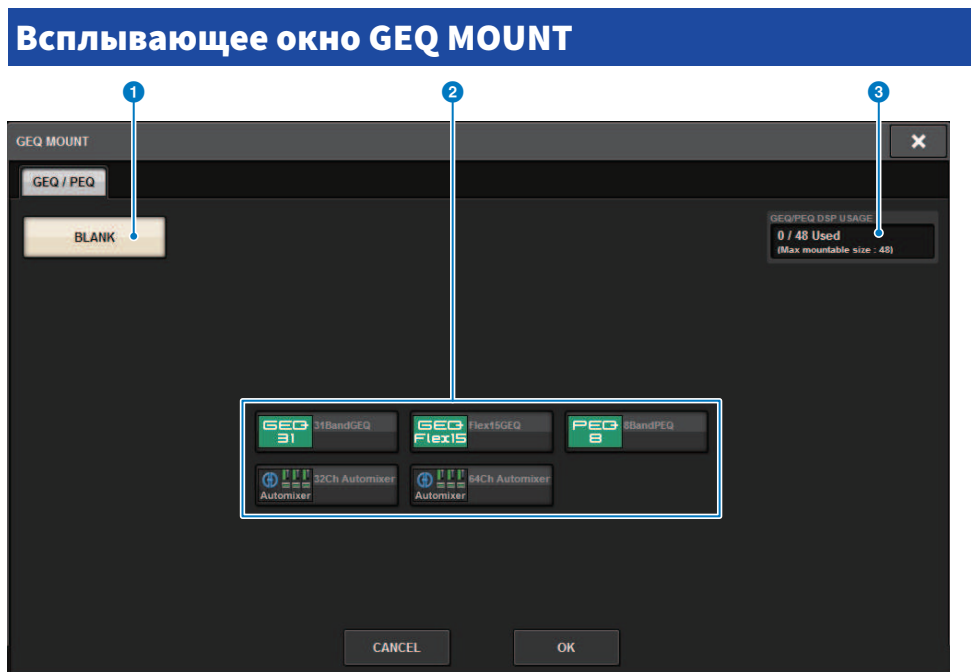 Всплывающее окно GEQ MOUNT
1 2 3
GEQ MOUNT
GEQ / PEQ
BLANK
GEQ/PEQ DSP USAGE
0 / 48 Used
(Max mountable size : 48)
GEQ 31 31BandGEQ
GEQ Flex15 Flex15GEQ
PEQ 8 8BandPEQ
Automixer 32Ch Automixer
Automixer 64Ch Automixer
CANCEL OK